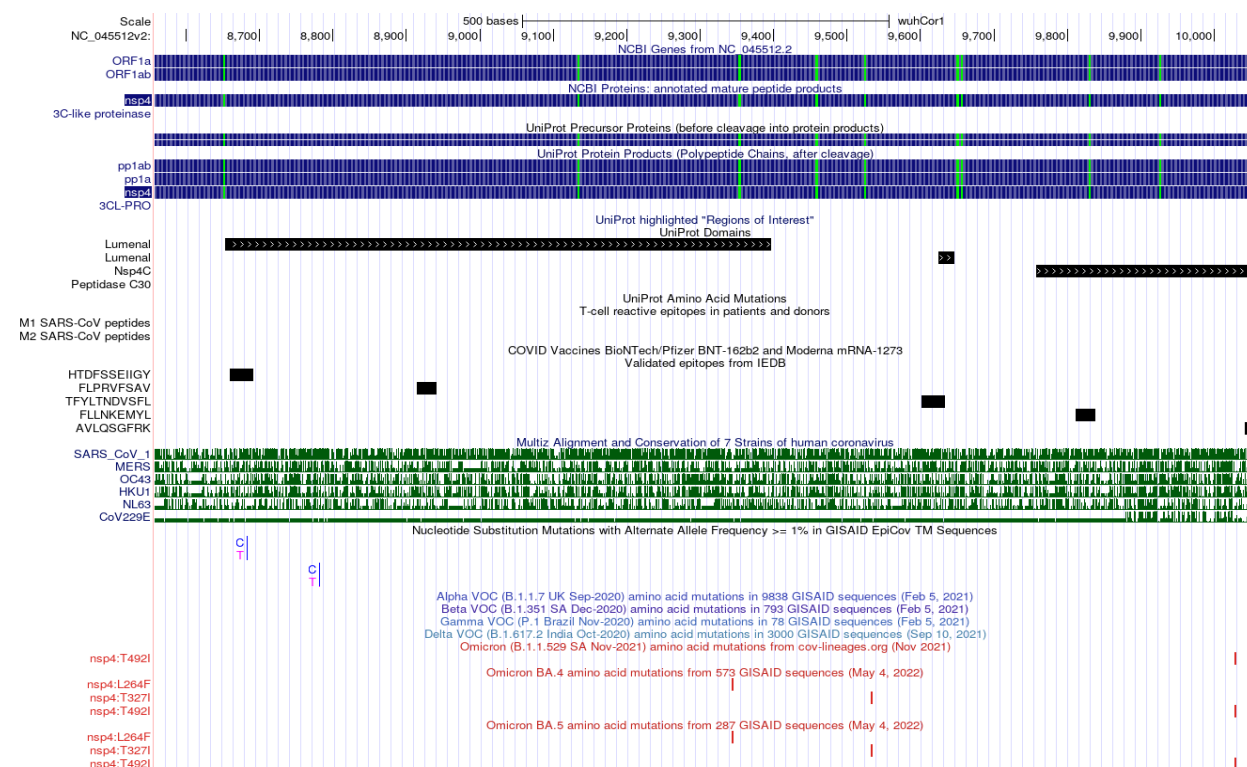 Scale 500 bases wuhCor1
NC_045512v2: 8,700 8,800 8,900 9,000 9,100 9,200 9,300 9,400 9,500 9,600 9,700 9,800 9,900 10,000
NCBI Genes from NC_045512.2
ORF1a
ORF1ab
NCBI Proteins: annotated mature peptide products
nsp4
3C-like proteinase
UniProt Precursor Proteins (before cleavage into protein products)
UniProt Protein Products (Polypeptide Chains, after cleavage)
pp1ab
pp1a
nsp4
3CL-PRO
UniProt highlighted "Regions of Interest"
UniProt Domains
Lumenal
Lumenal
Nsp4C
Peptidase C30
UniProt Amino Acid Mutations
T-cell reactive epitopes in patients and donors
M1 SARS-CoV peptides
M2 SARS-CoV peptides
COVID Vaccines BioNTech/Pfizer BNT-162b2 and Moderna mRNA-1273
Validated epitopes from IEDB
HTDFSSEIIGY
FLPRVFSAV
TFYLTNDVSFL
FLLNKEMYL
AVLQSGFRK
Multiz Alignment and Conservation of 7 Strains of human coronavirus
SARS_CoV_1
MERS
OC43
HKU1
NL63
CoV229E
Nucleotide Substitution Mutations with Alternate Allele Frequency >= 1% in GISAID EpiCov TM Sequences
C
T
C
T
Alpha VOC (B.1.1.7 UK Sep-2020) amino acid mutations in 9838 GISAID sequences (Feb 5, 2021)
Beta VOC (B.1.351 SA Dec-2020) amino acid mutations in 793 GISAID sequences (Feb 5, 2021)
Gamma VOC (P.1 Brazil Nov-2020) amino acid mutations in 78 GISAID sequences (Feb 5, 2021)
Delta VOC (B.1.617.2 India Oct-2020) amino acid mutations in 3000 GISAID sequences (Sep 10, 2021)
Omicron (B.1.1.529 SA Nov-2021) amino acid mutations from cov-lineages.org (Nov 2021)
nsp4:T492I
Omicron BA.4 amino acid mutations from 573 GISAID sequences (May 4, 2022)
nsp4:L264F
nsp4:T327I
nsp4:T492I
Omicron BA.5 amino acid mutations from 287 GISAID sequences (May 4, 2022)
nsp4:L264F
nsp4:T327I
nsp4:T492I